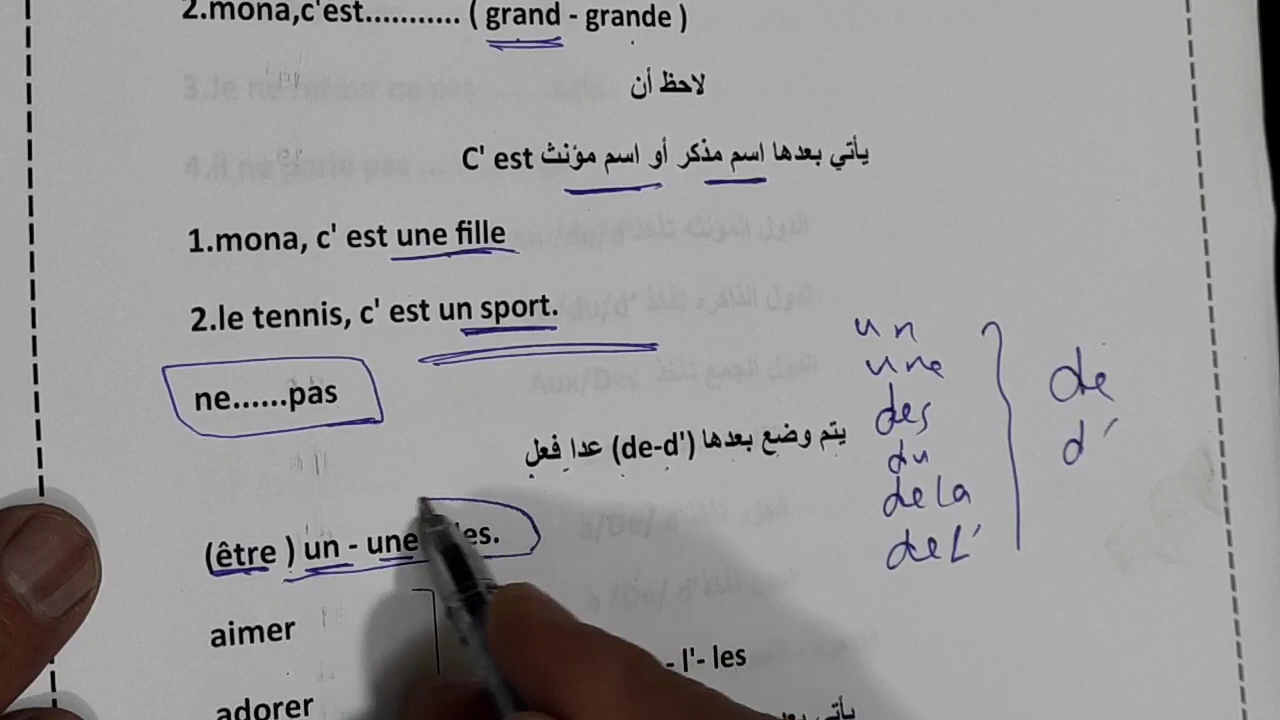 2.mona,c'est........... ( grand - grande )
لاحظ أن
C' est يأتي بعدها اسم مذكر أو اسم مؤنث
1.mona, c' est une fille
2.le tennis, c' est un sport.
un
une
des
du
de la
de L'
de
d'
ne......pas
يتم وضع بعدها (de-d') عدا فعل
(être ) un - une
aimer
- l'- les
adorer